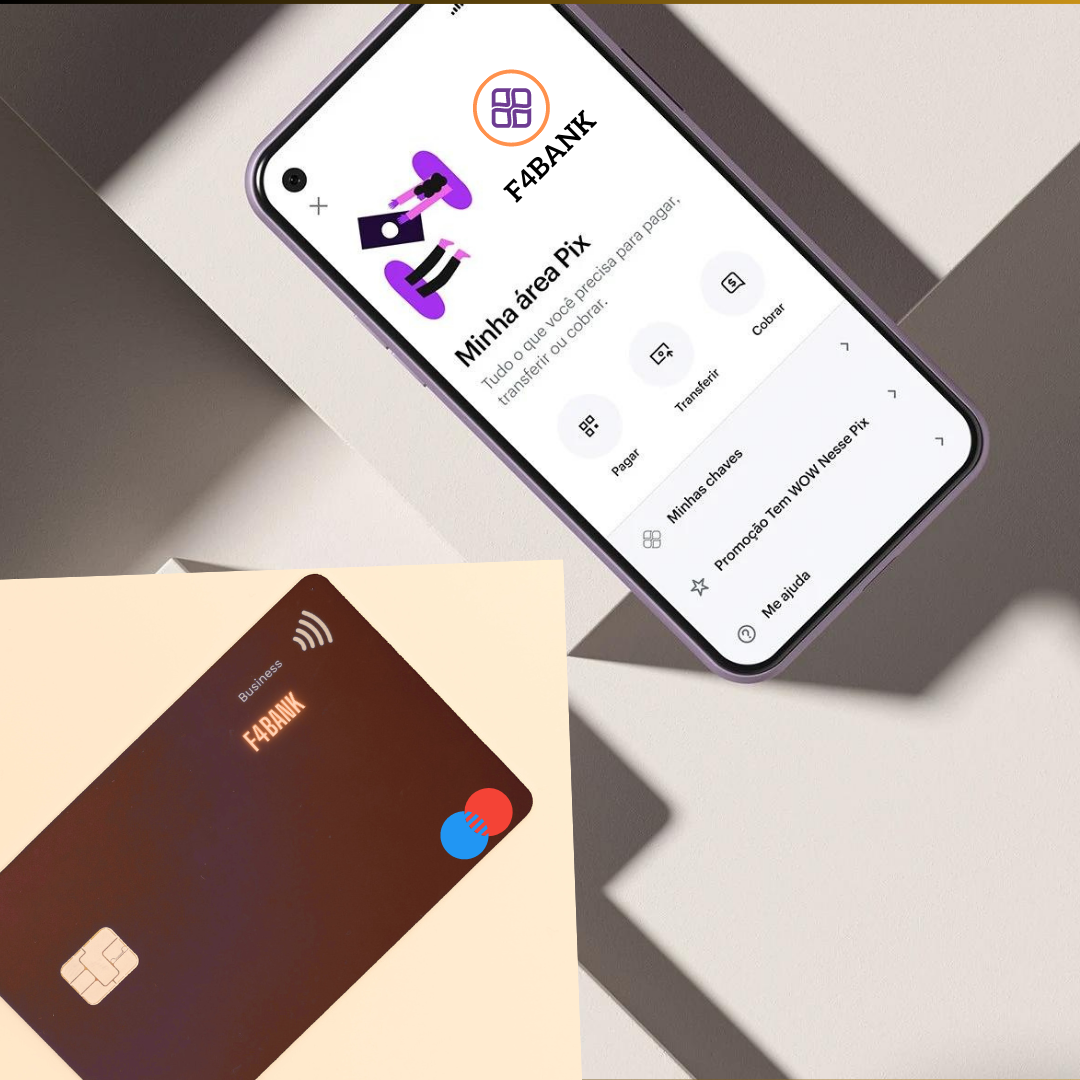 F4BANK
Minha área Pix
Tudo o que você precisa para pagar,
transferir ou cobrar.
Pagar
Transferir
Cobrar
Minhas chaves
Promoção Tem WOW Nesse Pix
Me ajuda
Business
F4BANK